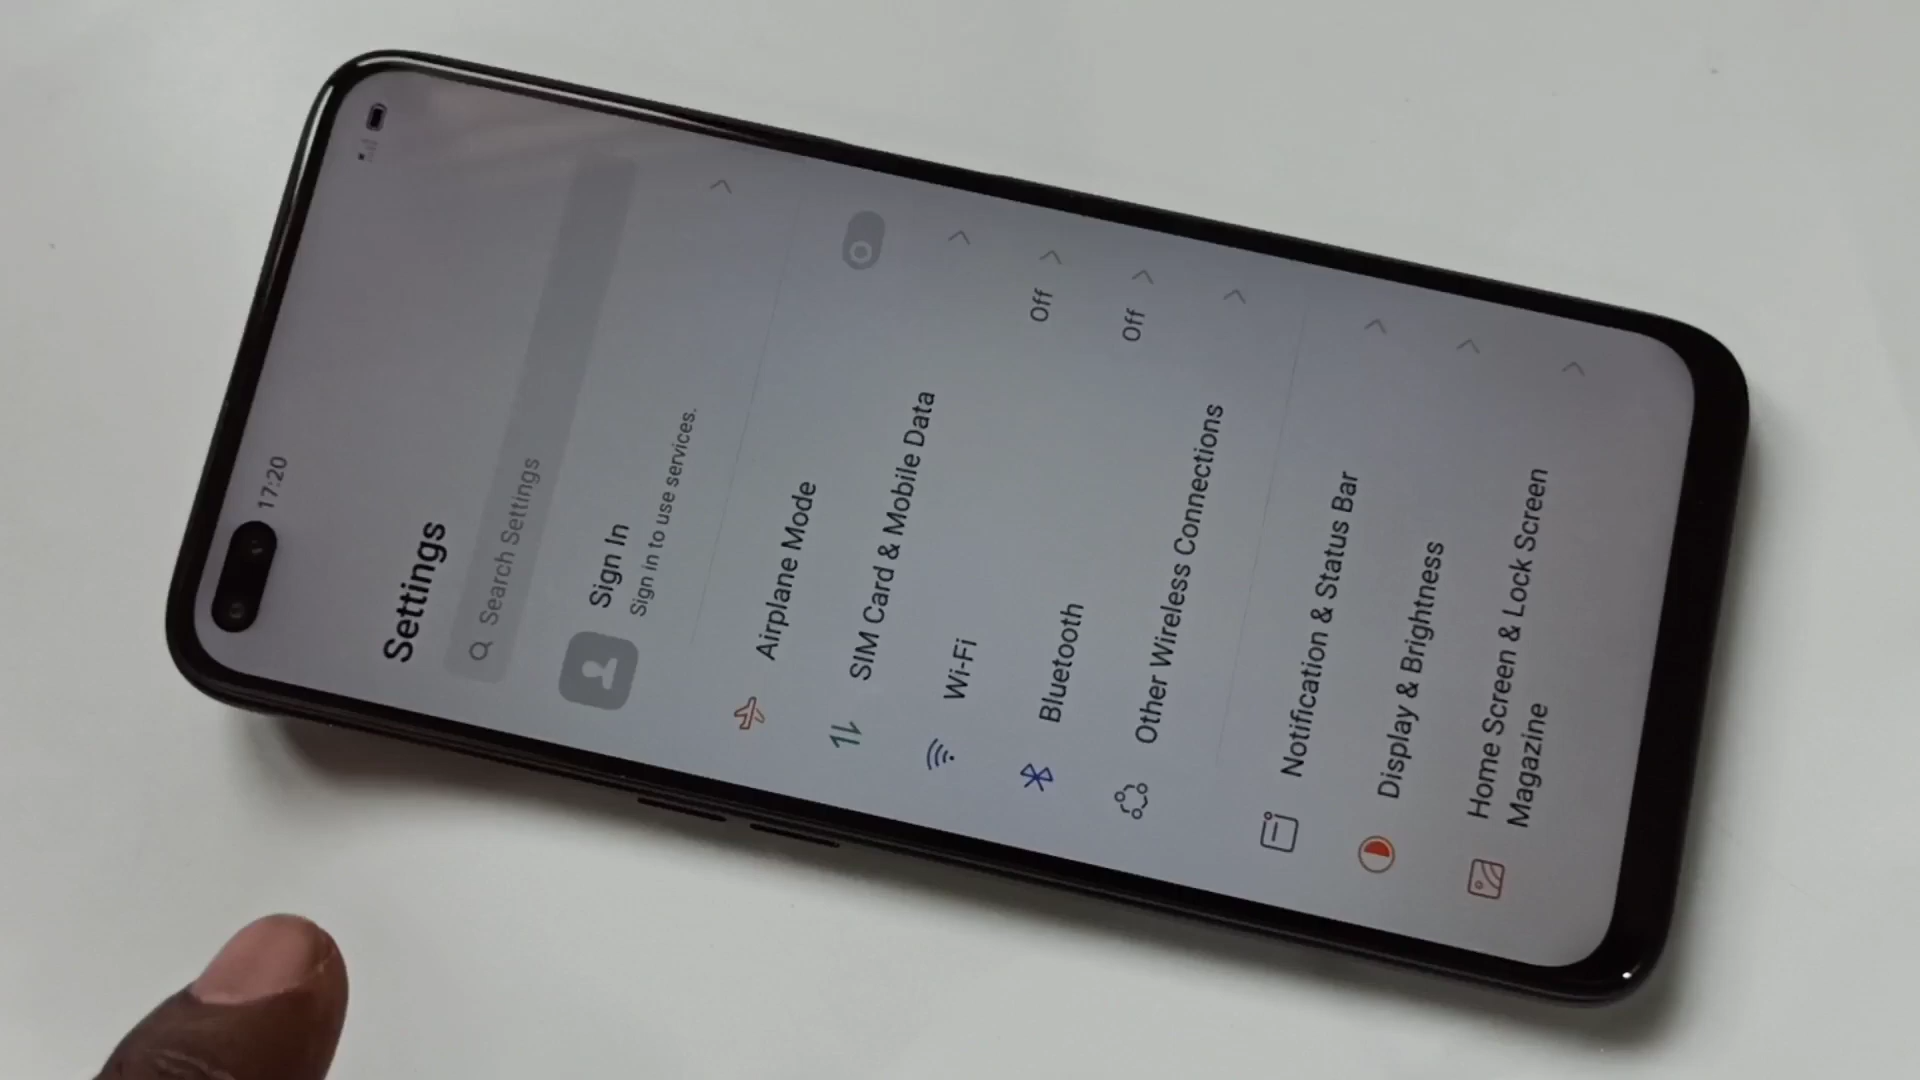 17:20
Settings
Search Settings
Sign In
Sign in to use services.
Airplane Mode
SIM Card & Mobile Data
Wi-Fi
Off
Bluetooth
Off
Other Wireless Connections
Notification & Status Bar
Display & Brightness
Home Screen & Lock Screen
Magazine